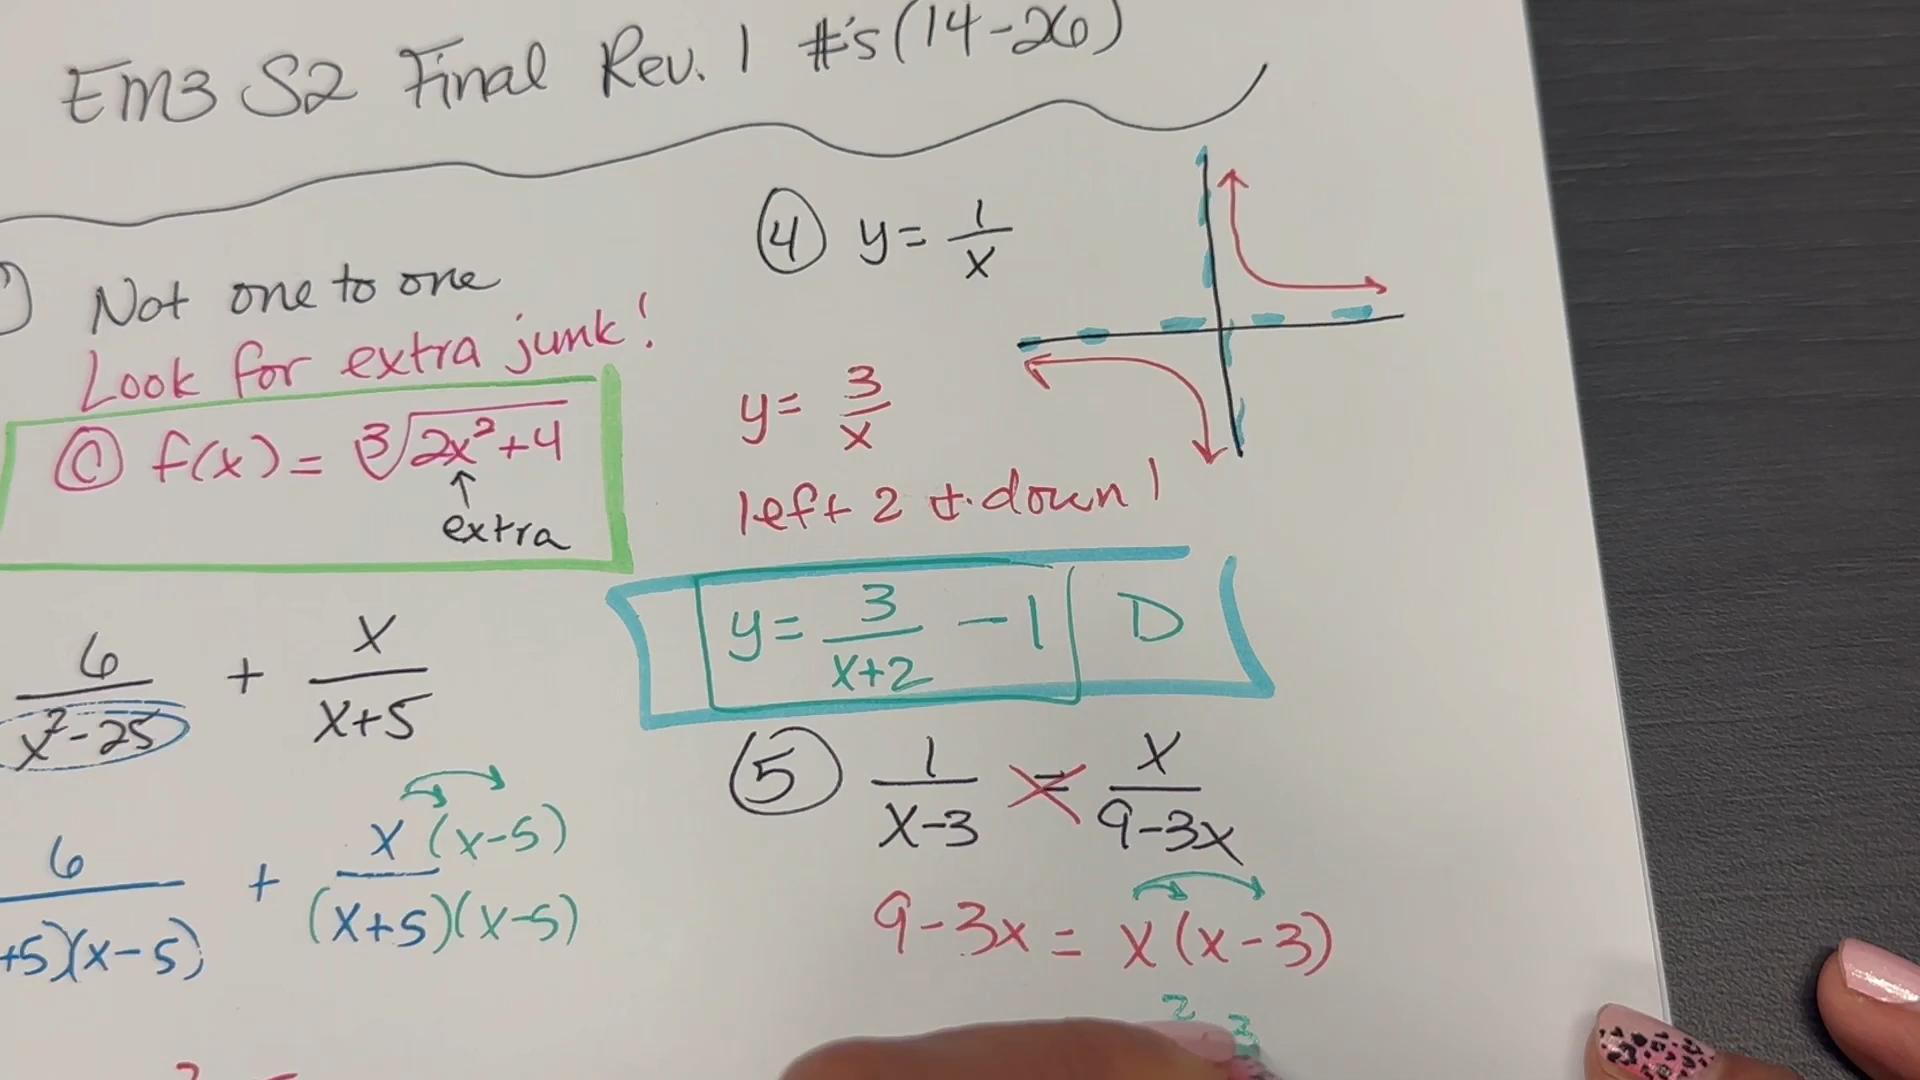 EM3 S2 Final Rev. 1 #'s (14-26)
Not one to one
Look for extra junk!
Ⓒ f(x) = ∛(2x²+4)
↑
extra
6/(x²-25) + x/(x+5)
6/(+5)(x-5) + x(x-5)/(x+5)(x-5)
④ y = 1/x
y = 3/x
left 2 + down 1
y = 3/(x+2) - 1 D
⑤ 1/(x-3) = x/(9-3x)
9-3x = x(x-3)